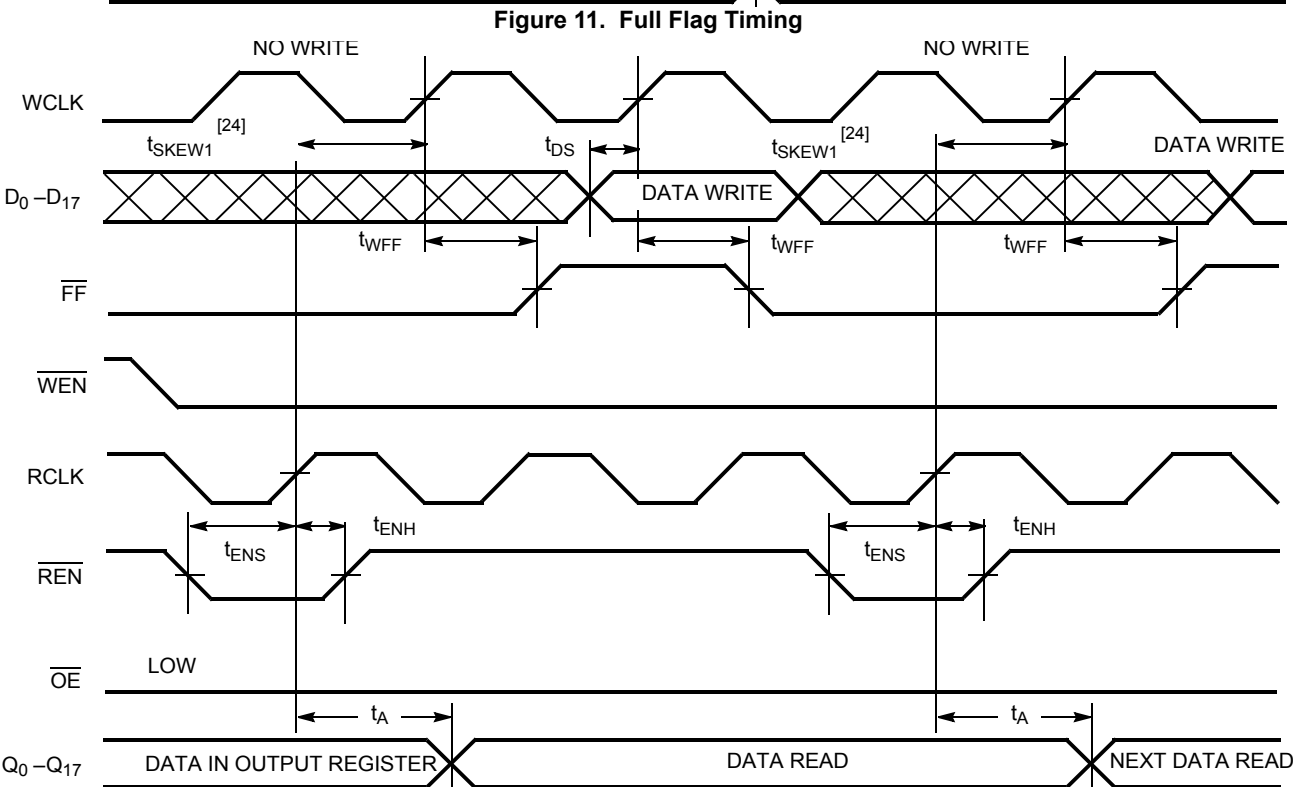 Figure 11. Full Flag Timing
NO WRITE NO WRITE
WCLK
tSKEW1 [24] tDS tSKEW1 [24] DATA WRITE
D0 –D17 DATA WRITE
tWFF tWFF tWFF
FF
WEN
RCLK
tENH tENH
tENS tENS
REN
LOW
OE
tA tA
Q0 –Q17 DATA IN OUTPUT REGISTER DATA READ NEXT DATA READ